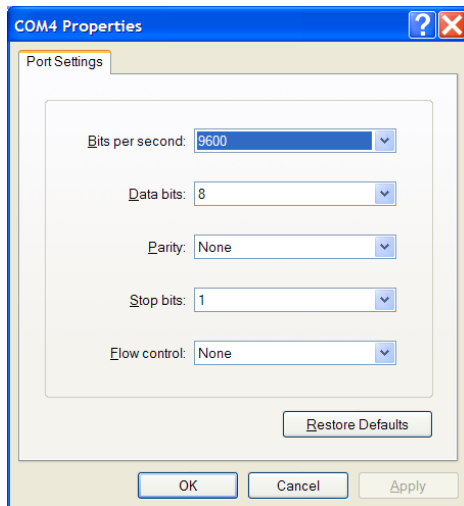 COM4 Properties
Port Settings
Bits per second: 9600
Data bits: 8
Parity: None
Stop bits: 1
Flow control: None
Restore Defaults
OK Cancel Apply